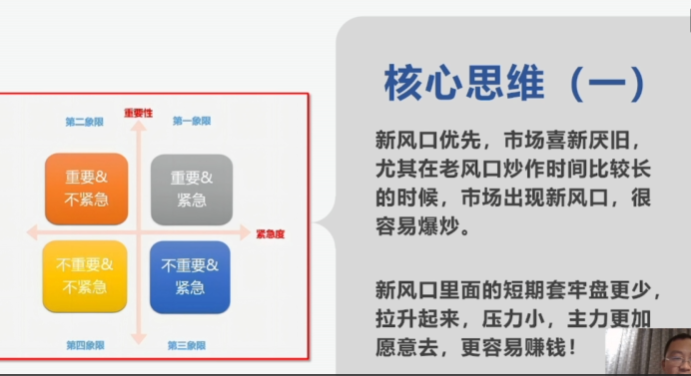 重要性
第二象限
第一象限
重要&
不紧急
重要&
紧急
紧急度
不重要&
不紧急
不重要&
紧急
第四象限
第三象限
核心思维（一）
新风口优先，市场喜新厌旧，
尤其在老风口炒作时间比较长
的时候，市场出现新风口，很
容易爆炒。
新风口里面的短期套牢盘更少，
拉升起来，压力小，主力更加
愿意去，更容易赚钱！